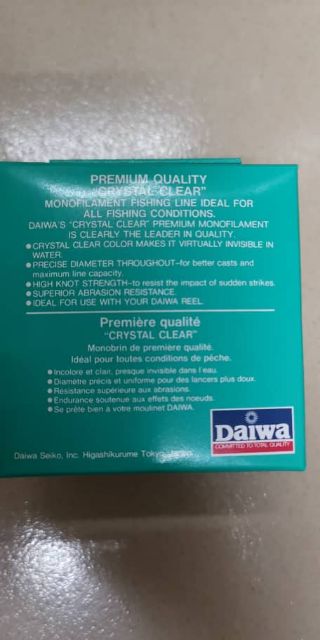 PREMIUM QUALITY
"CRYSTAL CLEAR"
MONOFILAMENT FISHING LINE IDEAL FOR
ALL FISHING CONDITIONS.
DAIWA'S "CRYSTAL CLEAR" PREMIUM MONOFILAMENT
IS CLEARLY THE LEADER IN QUALITY.
●CRYSTAL CLEAR COLOR MAKES IT VIRTUALLY INVISIBLE IN
WATER.
●PRECISE DIAMETER THROUGHOUT–for better casts and
maximum line capacity.
●HIGH KNOT STRENGTH–to resist the impact of sudden strikes.
●SUPERIOR ABRASION RESISTANCE.
●IDEAL FOR USE WITH YOUR DAIWA REEL.
Première qualité
"CRYSTAL CLEAR"
Monobrin de premiere qualité.
Idéal pour toutes conditions de pêche.
●Incolore et clair, presque invisible dans l'eau.
●Diamètre précis et uniforme pour des lancers plus doux.
●Résistance supérieure aux abrasions.
●Endurance soutenue aux effets des noeuds.
●Se prête bien à votre moulinet DAIWA.
Daiwa
COMMITTED TO TOTAL QUALITY
Daiwa Seiko, Inc. Higashikurume Tokyo